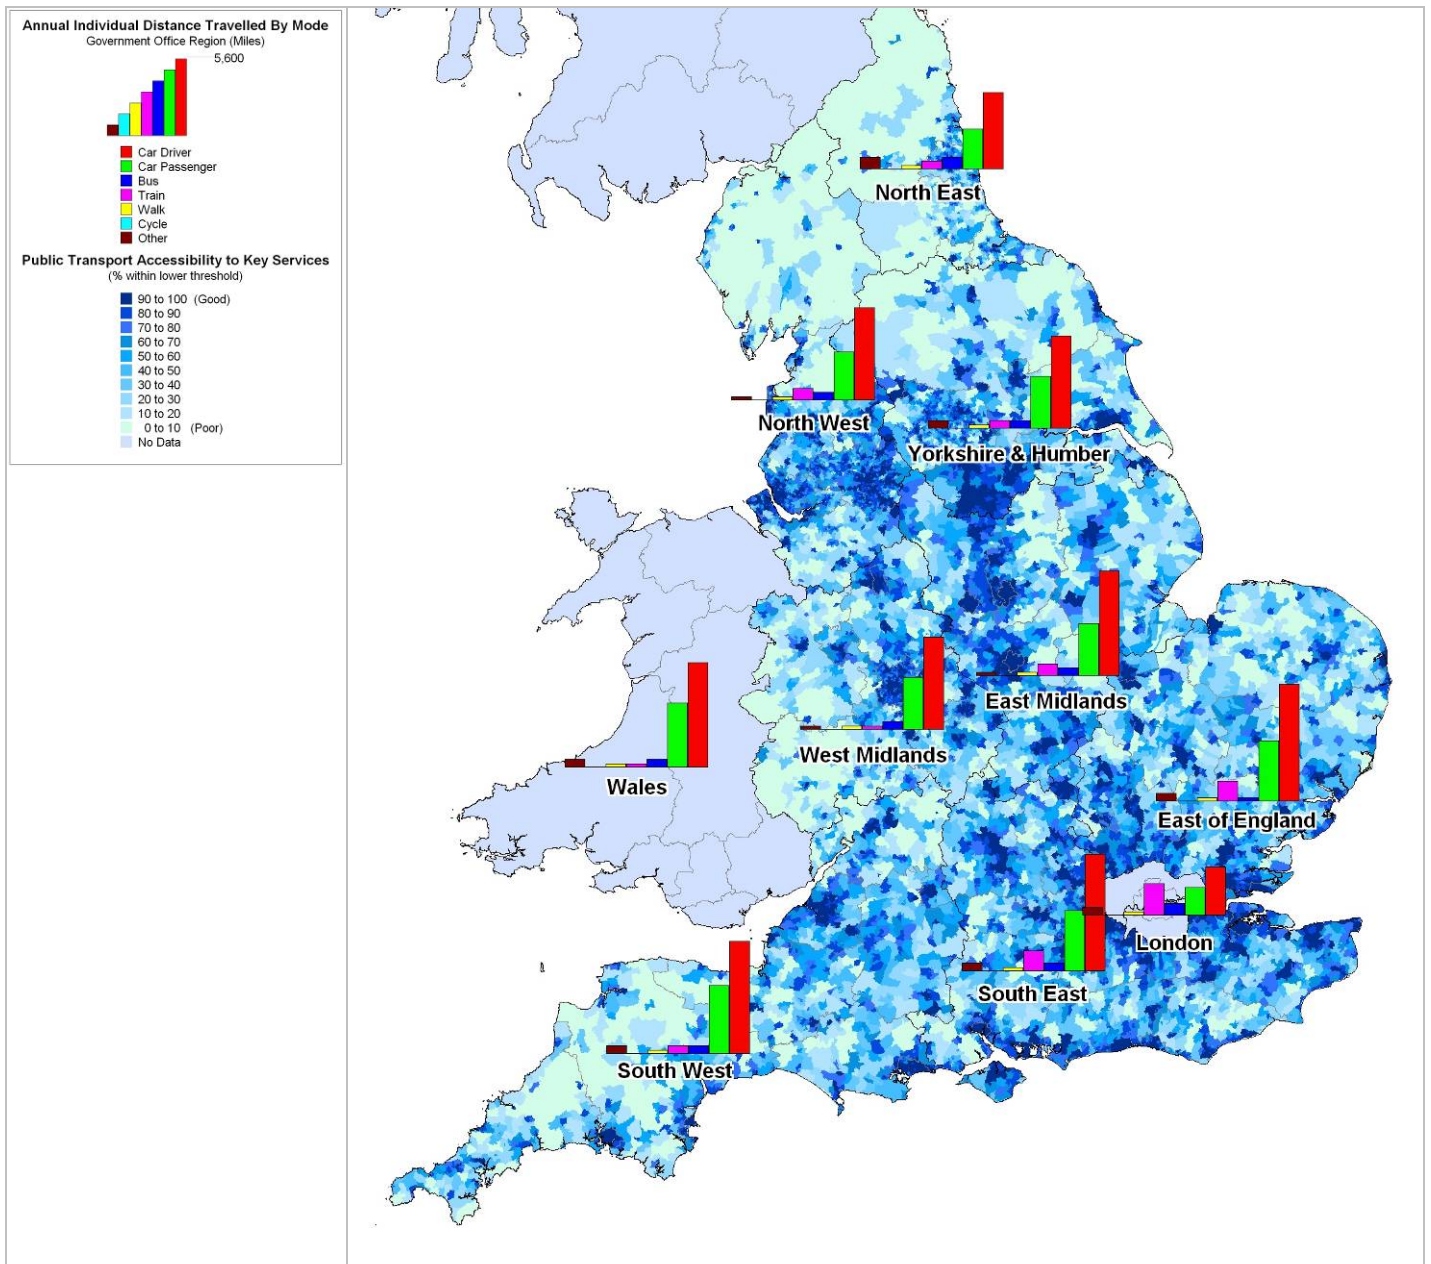 Annual Individual Distance Travelled By Mode
Government Office Region (Miles)
5,600
Car Driver
Car Passenger
Bus
Train
Walk
Cycle
Other
Public Transport Accessibility to Key Services
(% within lower threshold)
90 to 100 (Good)
80 to 90
70 to 80
60 to 70
50 to 60
40 to 50
30 to 40
20 to 30
10 to 20
0 to 10 (Poor)
No Data
North East
North West
Yorkshire & Humber
East Midlands
West Midlands
Wales
East of England
London
South East
South West